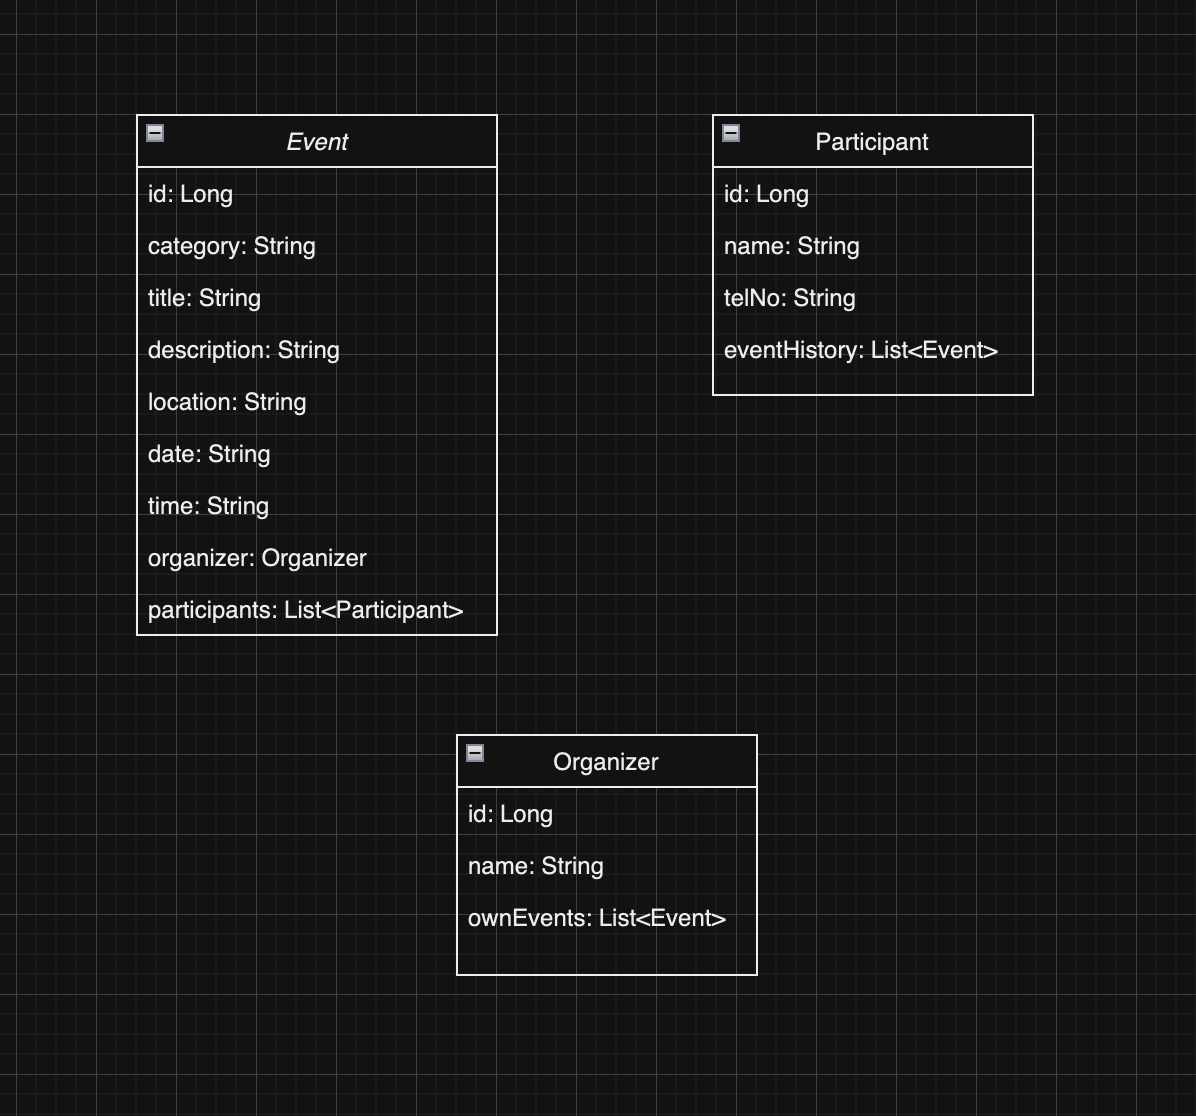 Event
id: Long
category: String
title: String
description: String
location: String
date: String
time: String
organizer: Organizer
participants: List<Participant>
Participant
id: Long
name: String
telNo: String
eventHistory: List<Event>
Organizer
id: Long
name: String
ownEvents: List<Event>